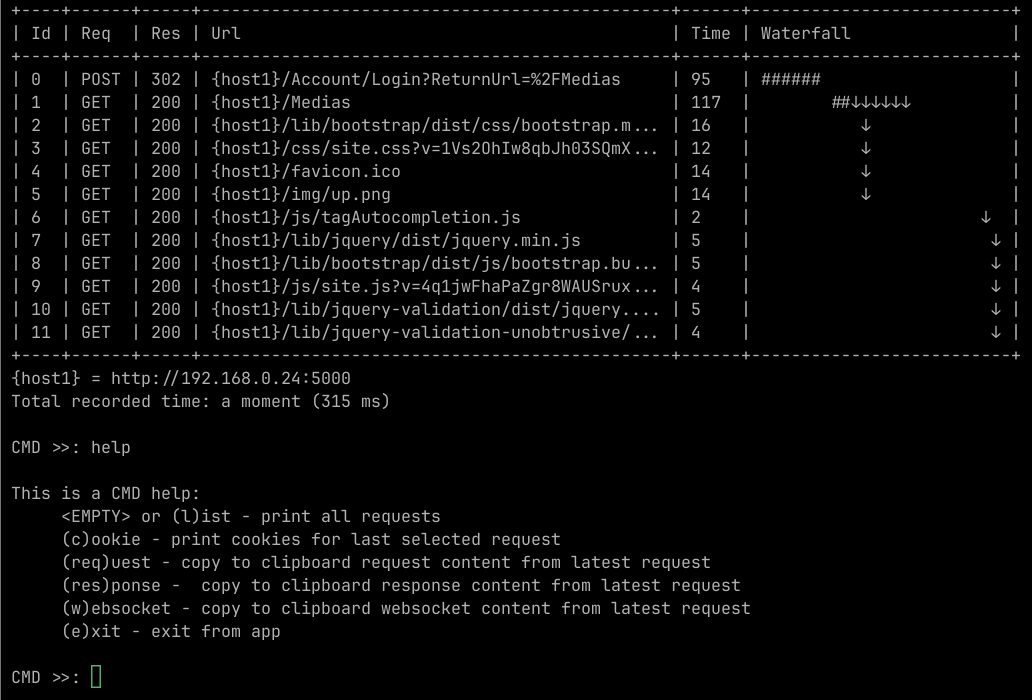 +----+------+-----+-----------------------------------------------+------+--------------------------+
| Id | Req  | Res | Url                                           | Time | Waterfall                |
+----+------+-----+-----------------------------------------------+------+--------------------------+
| 0  | POST | 302 | {host1}/Account/Login?ReturnUrl=%2FMedias     | 95   | ######                   |
| 1  | GET  | 200 | {host1}/Medias                                | 117  |        ##↓↓↓↓↓↓          |
| 2  | GET  | 200 | {host1}/lib/bootstrap/dist/css/bootstrap.m... | 16   |           ↓              |
| 3  | GET  | 200 | {host1}/css/site.css?v=1Vs2OhIw8qbJh03SQmX... | 12   |           ↓              |
| 4  | GET  | 200 | {host1}/favicon.ico                           | 14   |           ↓              |
| 5  | GET  | 200 | {host1}/img/up.png                            | 14   |           ↓              |
| 6  | GET  | 200 | {host1}/js/tagAutocompletion.js               | 2    |                       ↓  |
| 7  | GET  | 200 | {host1}/lib/jquery/dist/jquery.min.js         | 5    |                        ↓ |
| 8  | GET  | 200 | {host1}/lib/bootstrap/dist/js/bootstrap.bu... | 5    |                        ↓ |
| 9  | GET  | 200 | {host1}/js/site.js?v=4q1jwFhaPaZgr8WAUSrux... | 4    |                        ↓ |
| 10 | GET  | 200 | {host1}/lib/jquery-validation/dist/jquery.... | 5    |                        ↓ |
| 11 | GET  | 200 | {host1}/lib/jquery-validation-unobtrusive/... | 4    |                        ↓ |
+----+------+-----+-----------------------------------------------+------+--------------------------+
{host1} = http://192.168.0.24:5000
Total recorded time: a moment (315 ms)

CMD >>: help

This is a CMD help:
     <EMPTY> or (l)ist - print all requests
     (c)ookie - print cookies for last selected request
     (req)uest - copy to clipboard request content from latest request
     (res)ponse -  copy to clipboard response content from latest request
     (w)ebsocket - copy to clipboard websocket content from latest request
     (e)xit - exit from app

CMD >>: